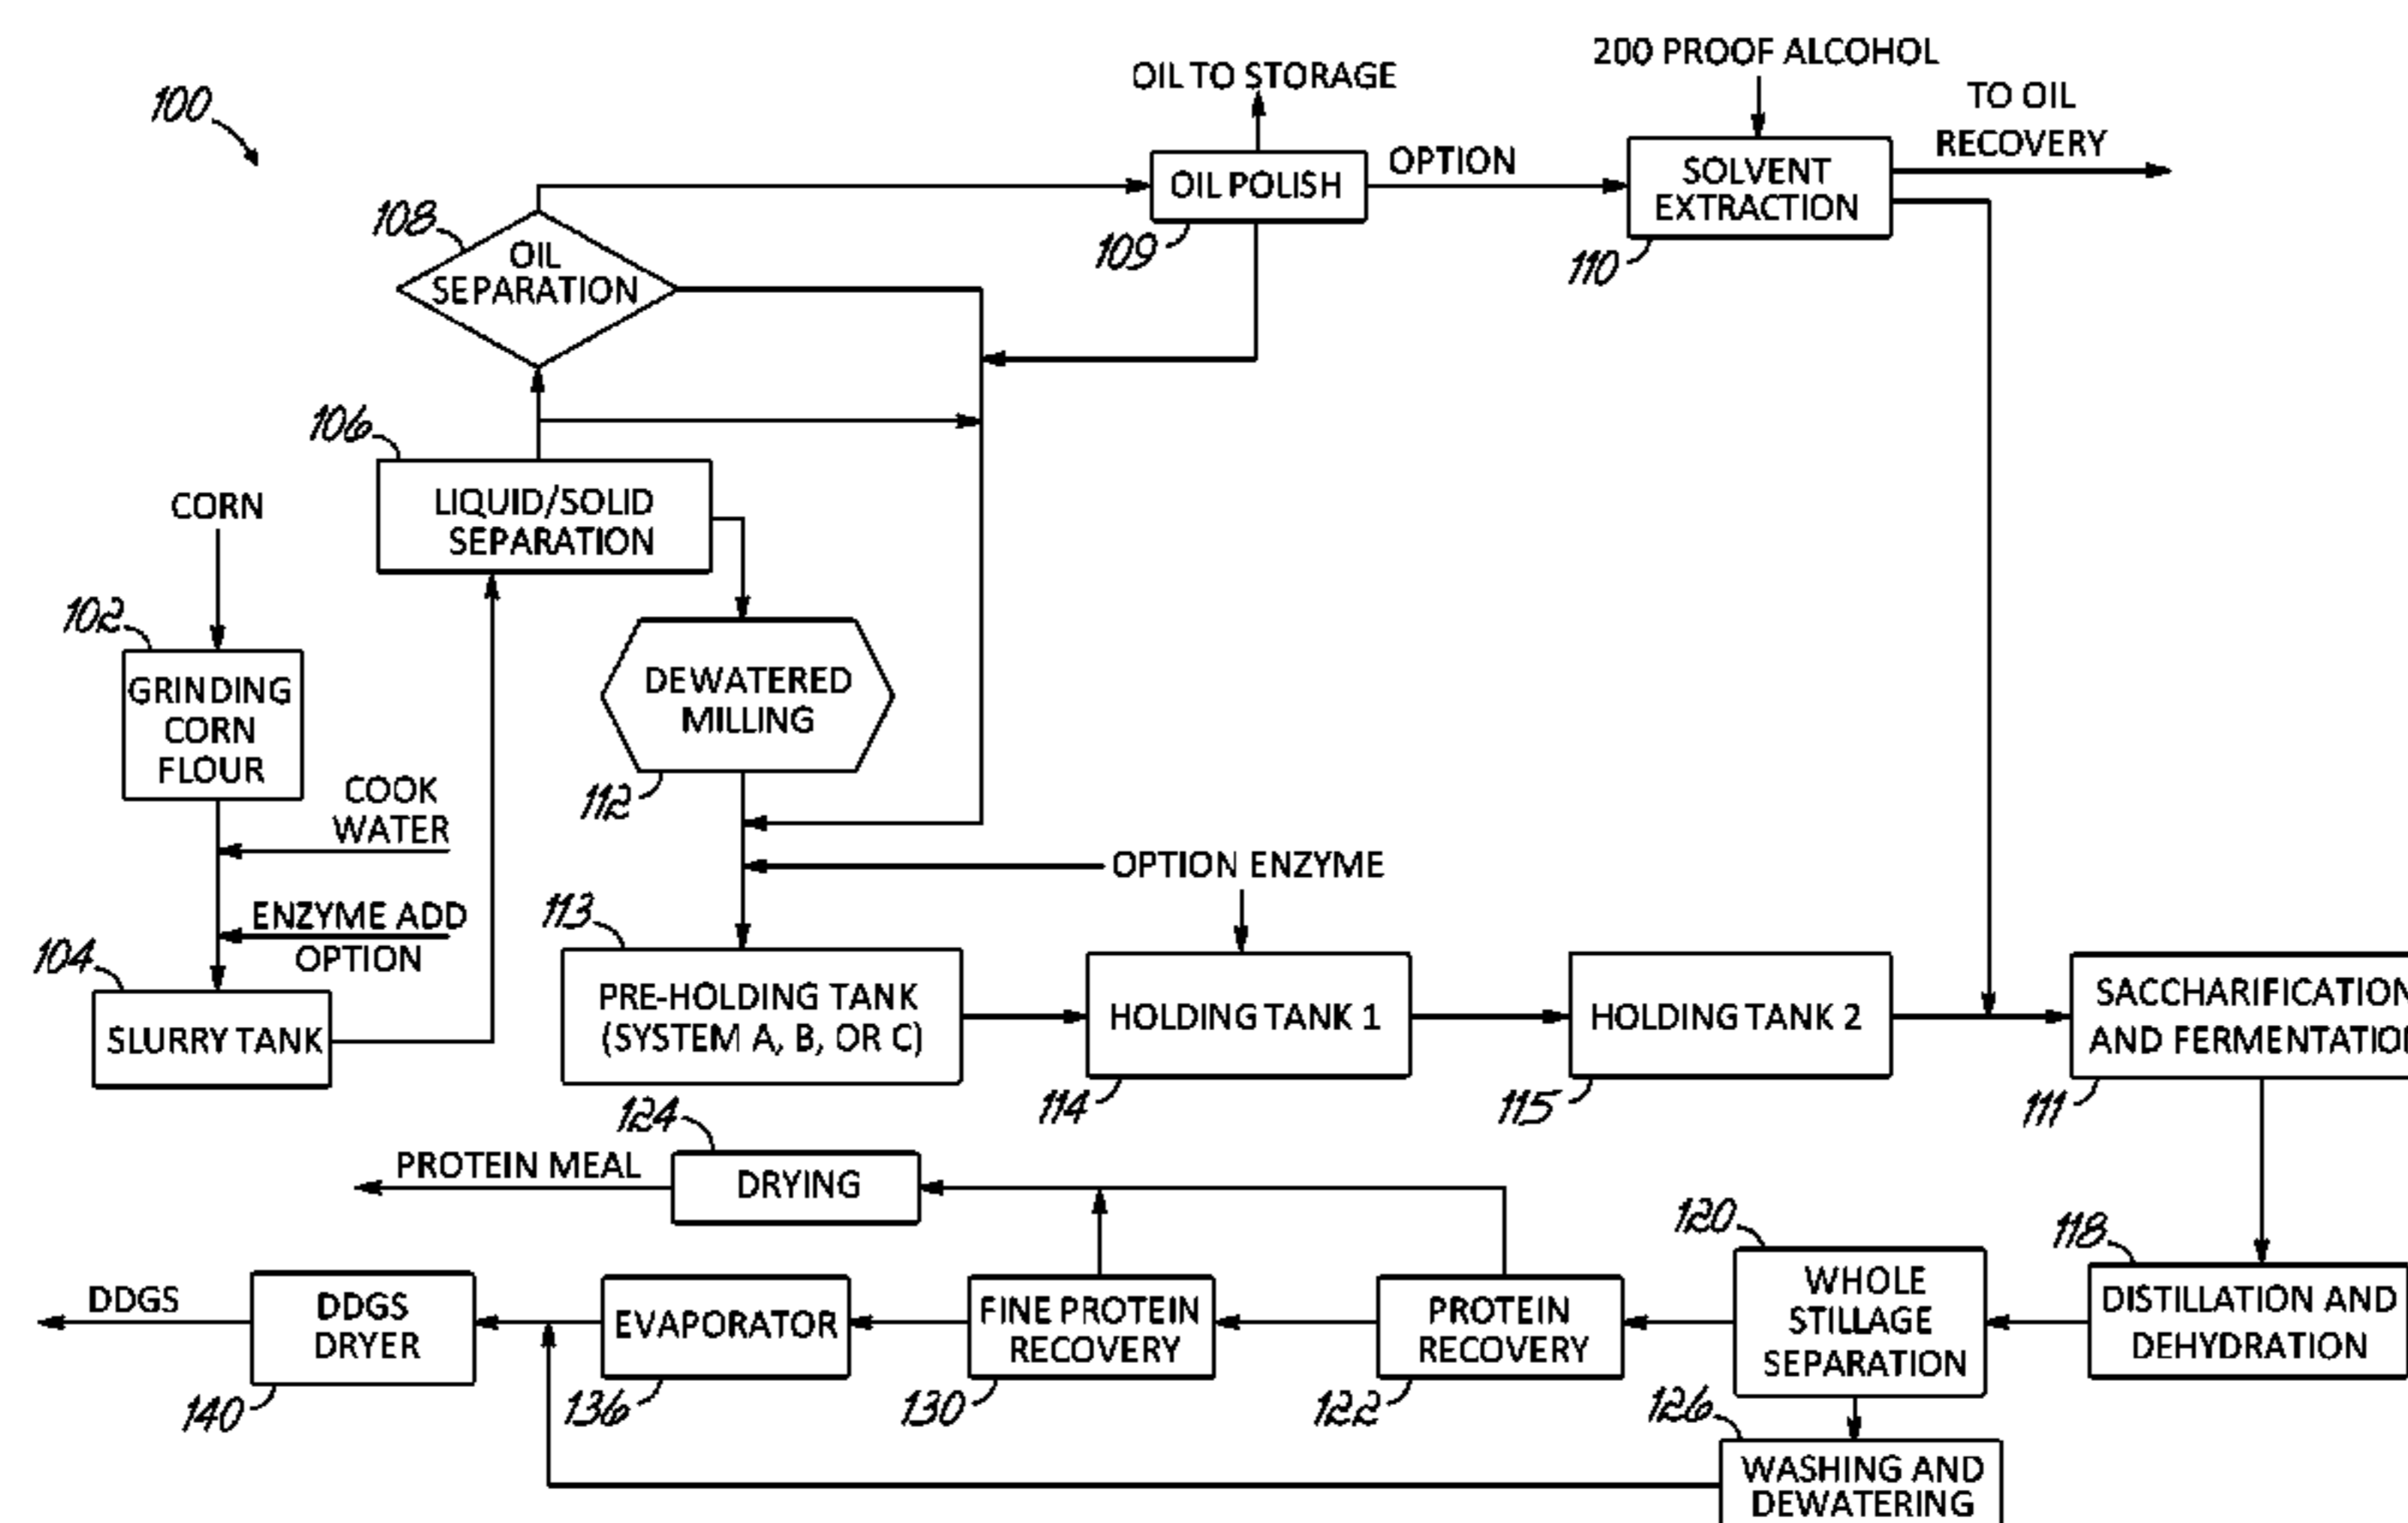 100
OIL TO STORAGE
200 PROOF ALCOHOL
TO OIL
RECOVERY
108
OIL
SEPARATION
OIL POLISH
109
OPTION
SOLVENT
EXTRACTION
110
106
LIQUID/SOLID
SEPARATION
CORN
102
GRINDING
CORN
FLOUR
DEWATERED
MILLING
112
COOK
WATER
ENZYME ADD
OPTION
104
SLURRY TANK
OPTION ENZYME
113
PRE-HOLDING TANK
(SYSTEM A, B, OR C)
HOLDING TANK 1
114
HOLDING TANK 2
115
SACCHARIFICATION
AND FERMENTATIO
111
124
PROTEIN MEAL
DRYING
DDGS
DDGS
DRYER
140
EVAPORATOR
136
FINE PROTEIN
RECOVERY
130
PROTEIN
RECOVERY
122
120
WHOLE
STILLAGE
SEPARATION
118
DISTILLATION AND
DEHYDRATION
126
WASHING AND
DEWATERING